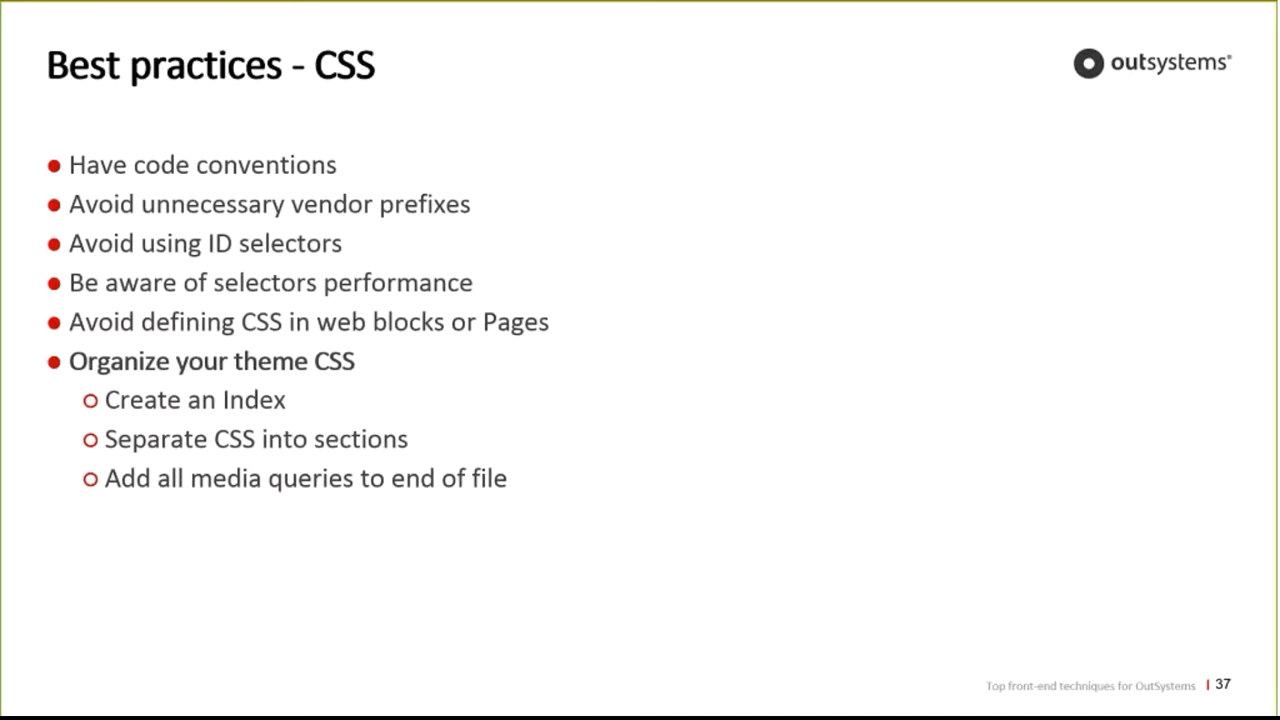 Best practices - CSS
outsystems®
Have code conventions
Avoid unnecessary vendor prefixes
Avoid using ID selectors
Be aware of selectors performance
Avoid defining CSS in web blocks or Pages
Organize your theme CSS
Create an Index
Separate CSS into sections
Add all media queries to end of file
Top front-end techniques for OutSystems | 37